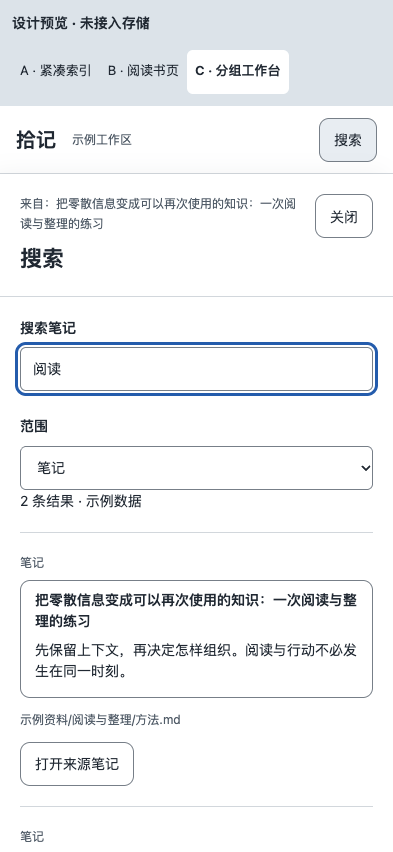 设计预览 · 未接入存储
A · 紧凑索引 B · 阅读书页 C · 分组工作台
拾记 示例工作区 搜索
来自：把零散信息变成可以再次使用的知识：一次阅
读与整理的练习
关闭
搜索
搜索笔记
阅读
范围
笔记
2 条结果 · 示例数据
笔记
把零散信息变成可以再次使用的知识：一次阅读与整
理的练习
先保留上下文，再决定怎样组织。阅读与行动不必发
生在同一时刻。
示例资料/阅读与整理/方法.md
打开来源笔记
笔记